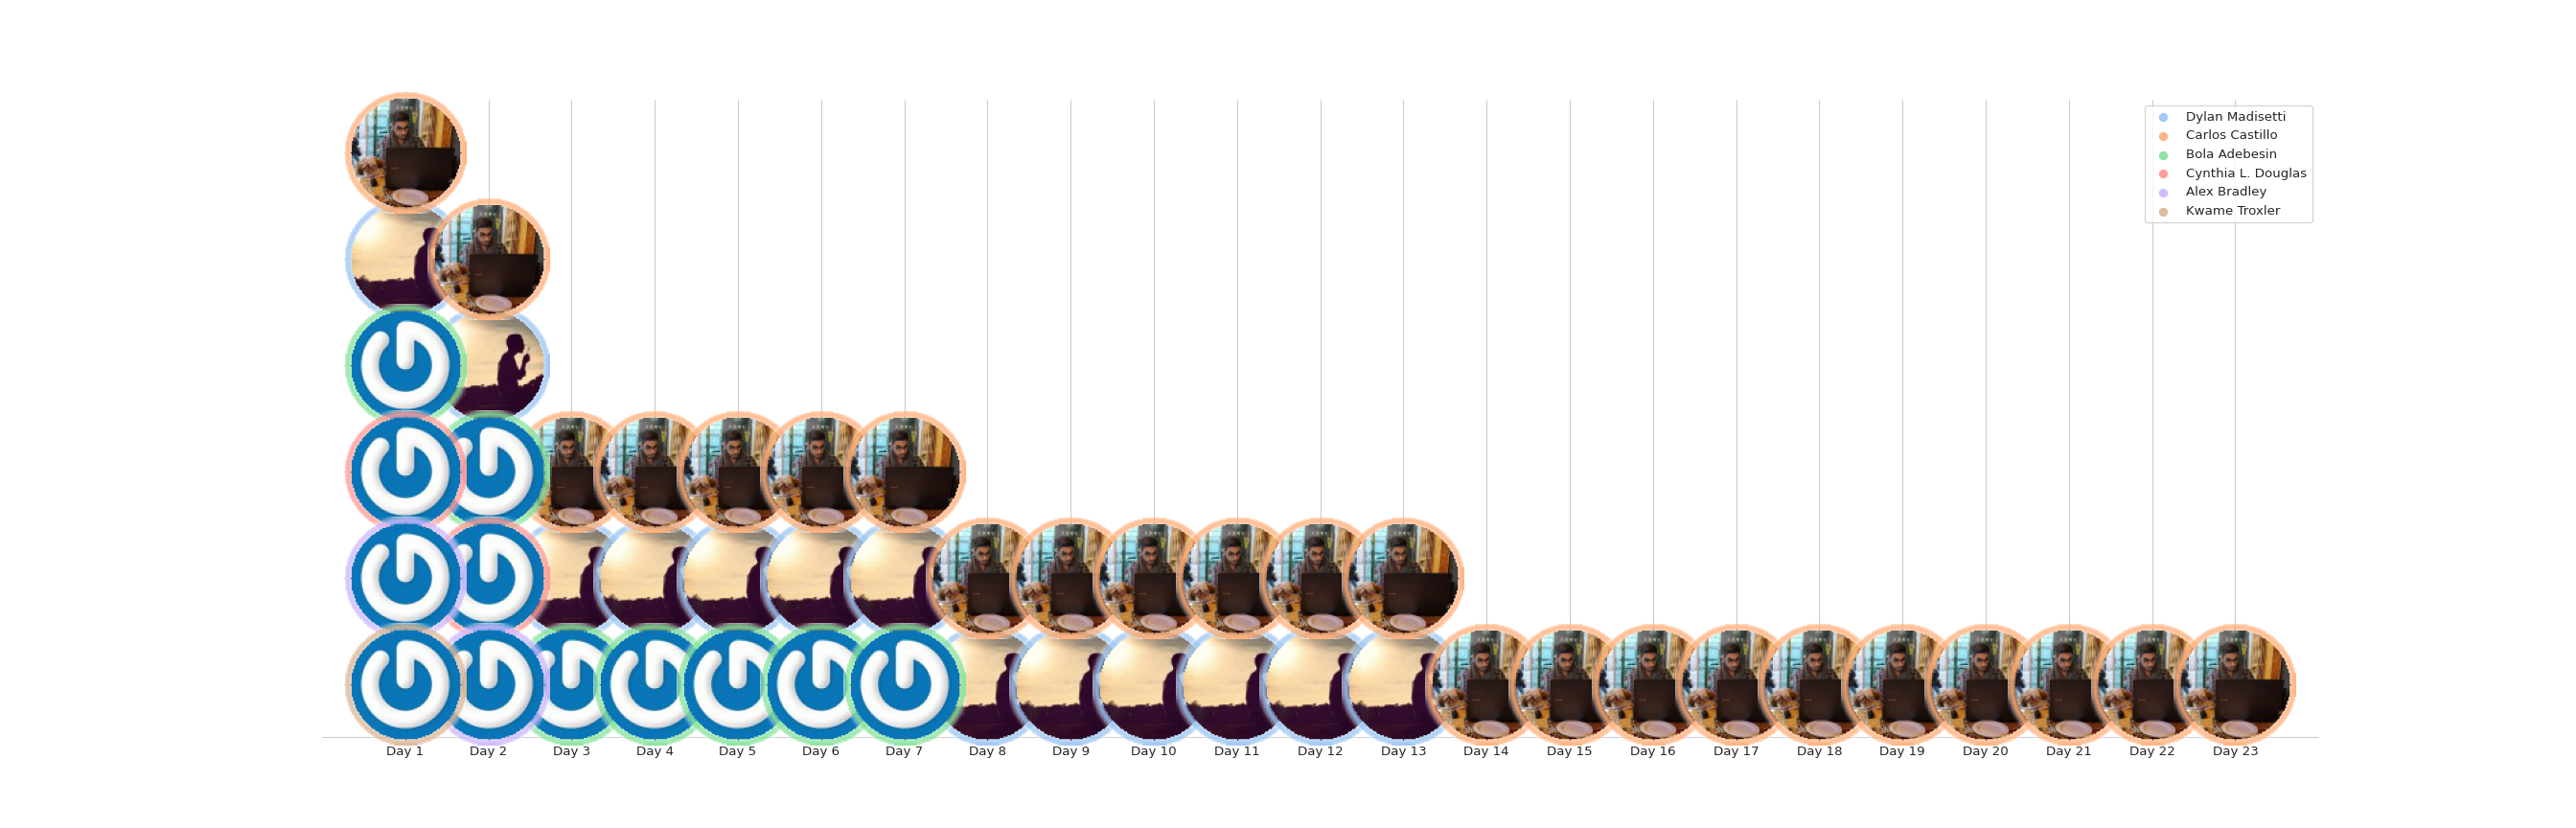 Dylan Madisetti
Carlos Castillo
Bola Adebesin
Cynthia L. Douglas
Alex Bradley
Kwame Troxler
Day 1 Day 2 Day 3 Day 4 Day 5 Day 6 Day 7 Day 8 Day 9 Day 10 Day 11 Day 12 Day 13 Day 14 Day 15 Day 16 Day 17 Day 18 Day 19 Day 20 Day 21 Day 22 Day 23